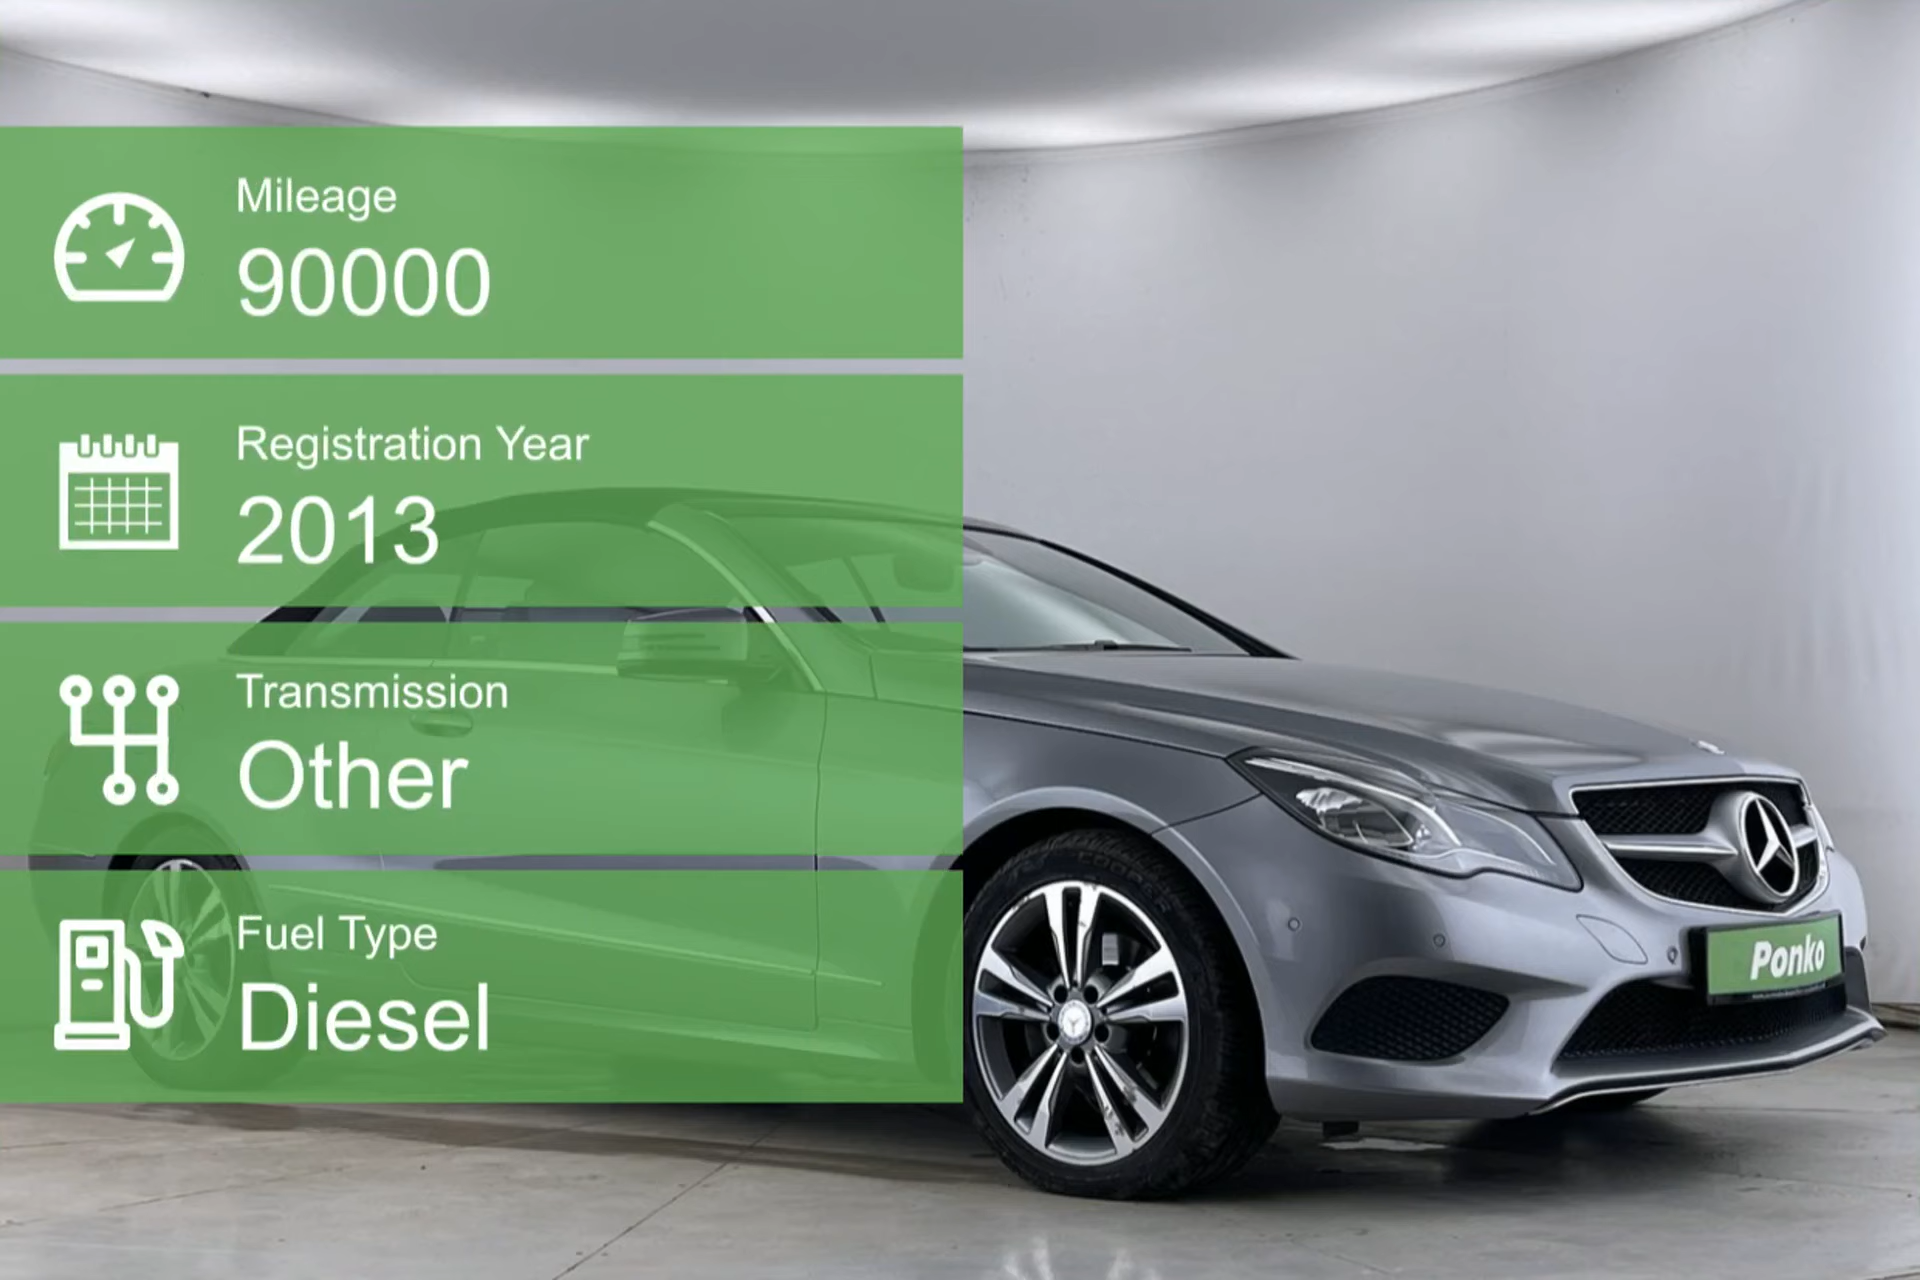 Mileage
90000
Registration Year
2013
Transmission
Other
Fuel Type
Diesel
Ponko